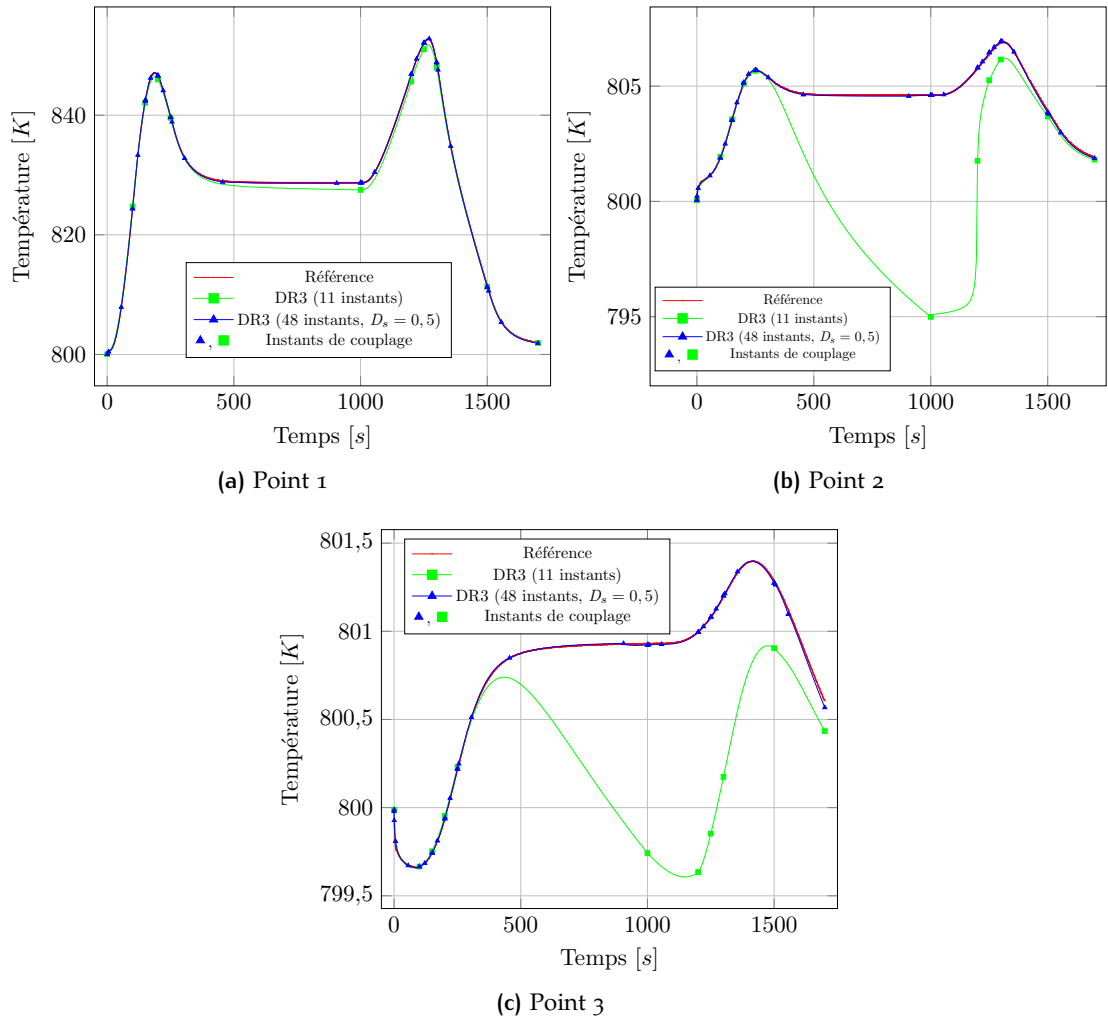 840
820
800
0
500
1000
1500
Température [K]
Temps [s]
Référence
DR3 (11 instants)
DR3 (48 instants, D_s = 0, 5)
, Instants de couplage
(a) Point 1
805
800
795
0
500
1000
1500
Température [K]
Temps [s]
Référence
DR3 (11 instants)
DR3 (48 instants, D_s = 0, 5)
, Instants de couplage
(b) Point 2
801,5
801
800,5
800
799,5
0
500
1000
1500
Température [K]
Temps [s]
Référence
DR3 (11 instants)
DR3 (48 instants, D_s = 0, 5)
, Instants de couplage
(c) Point 3